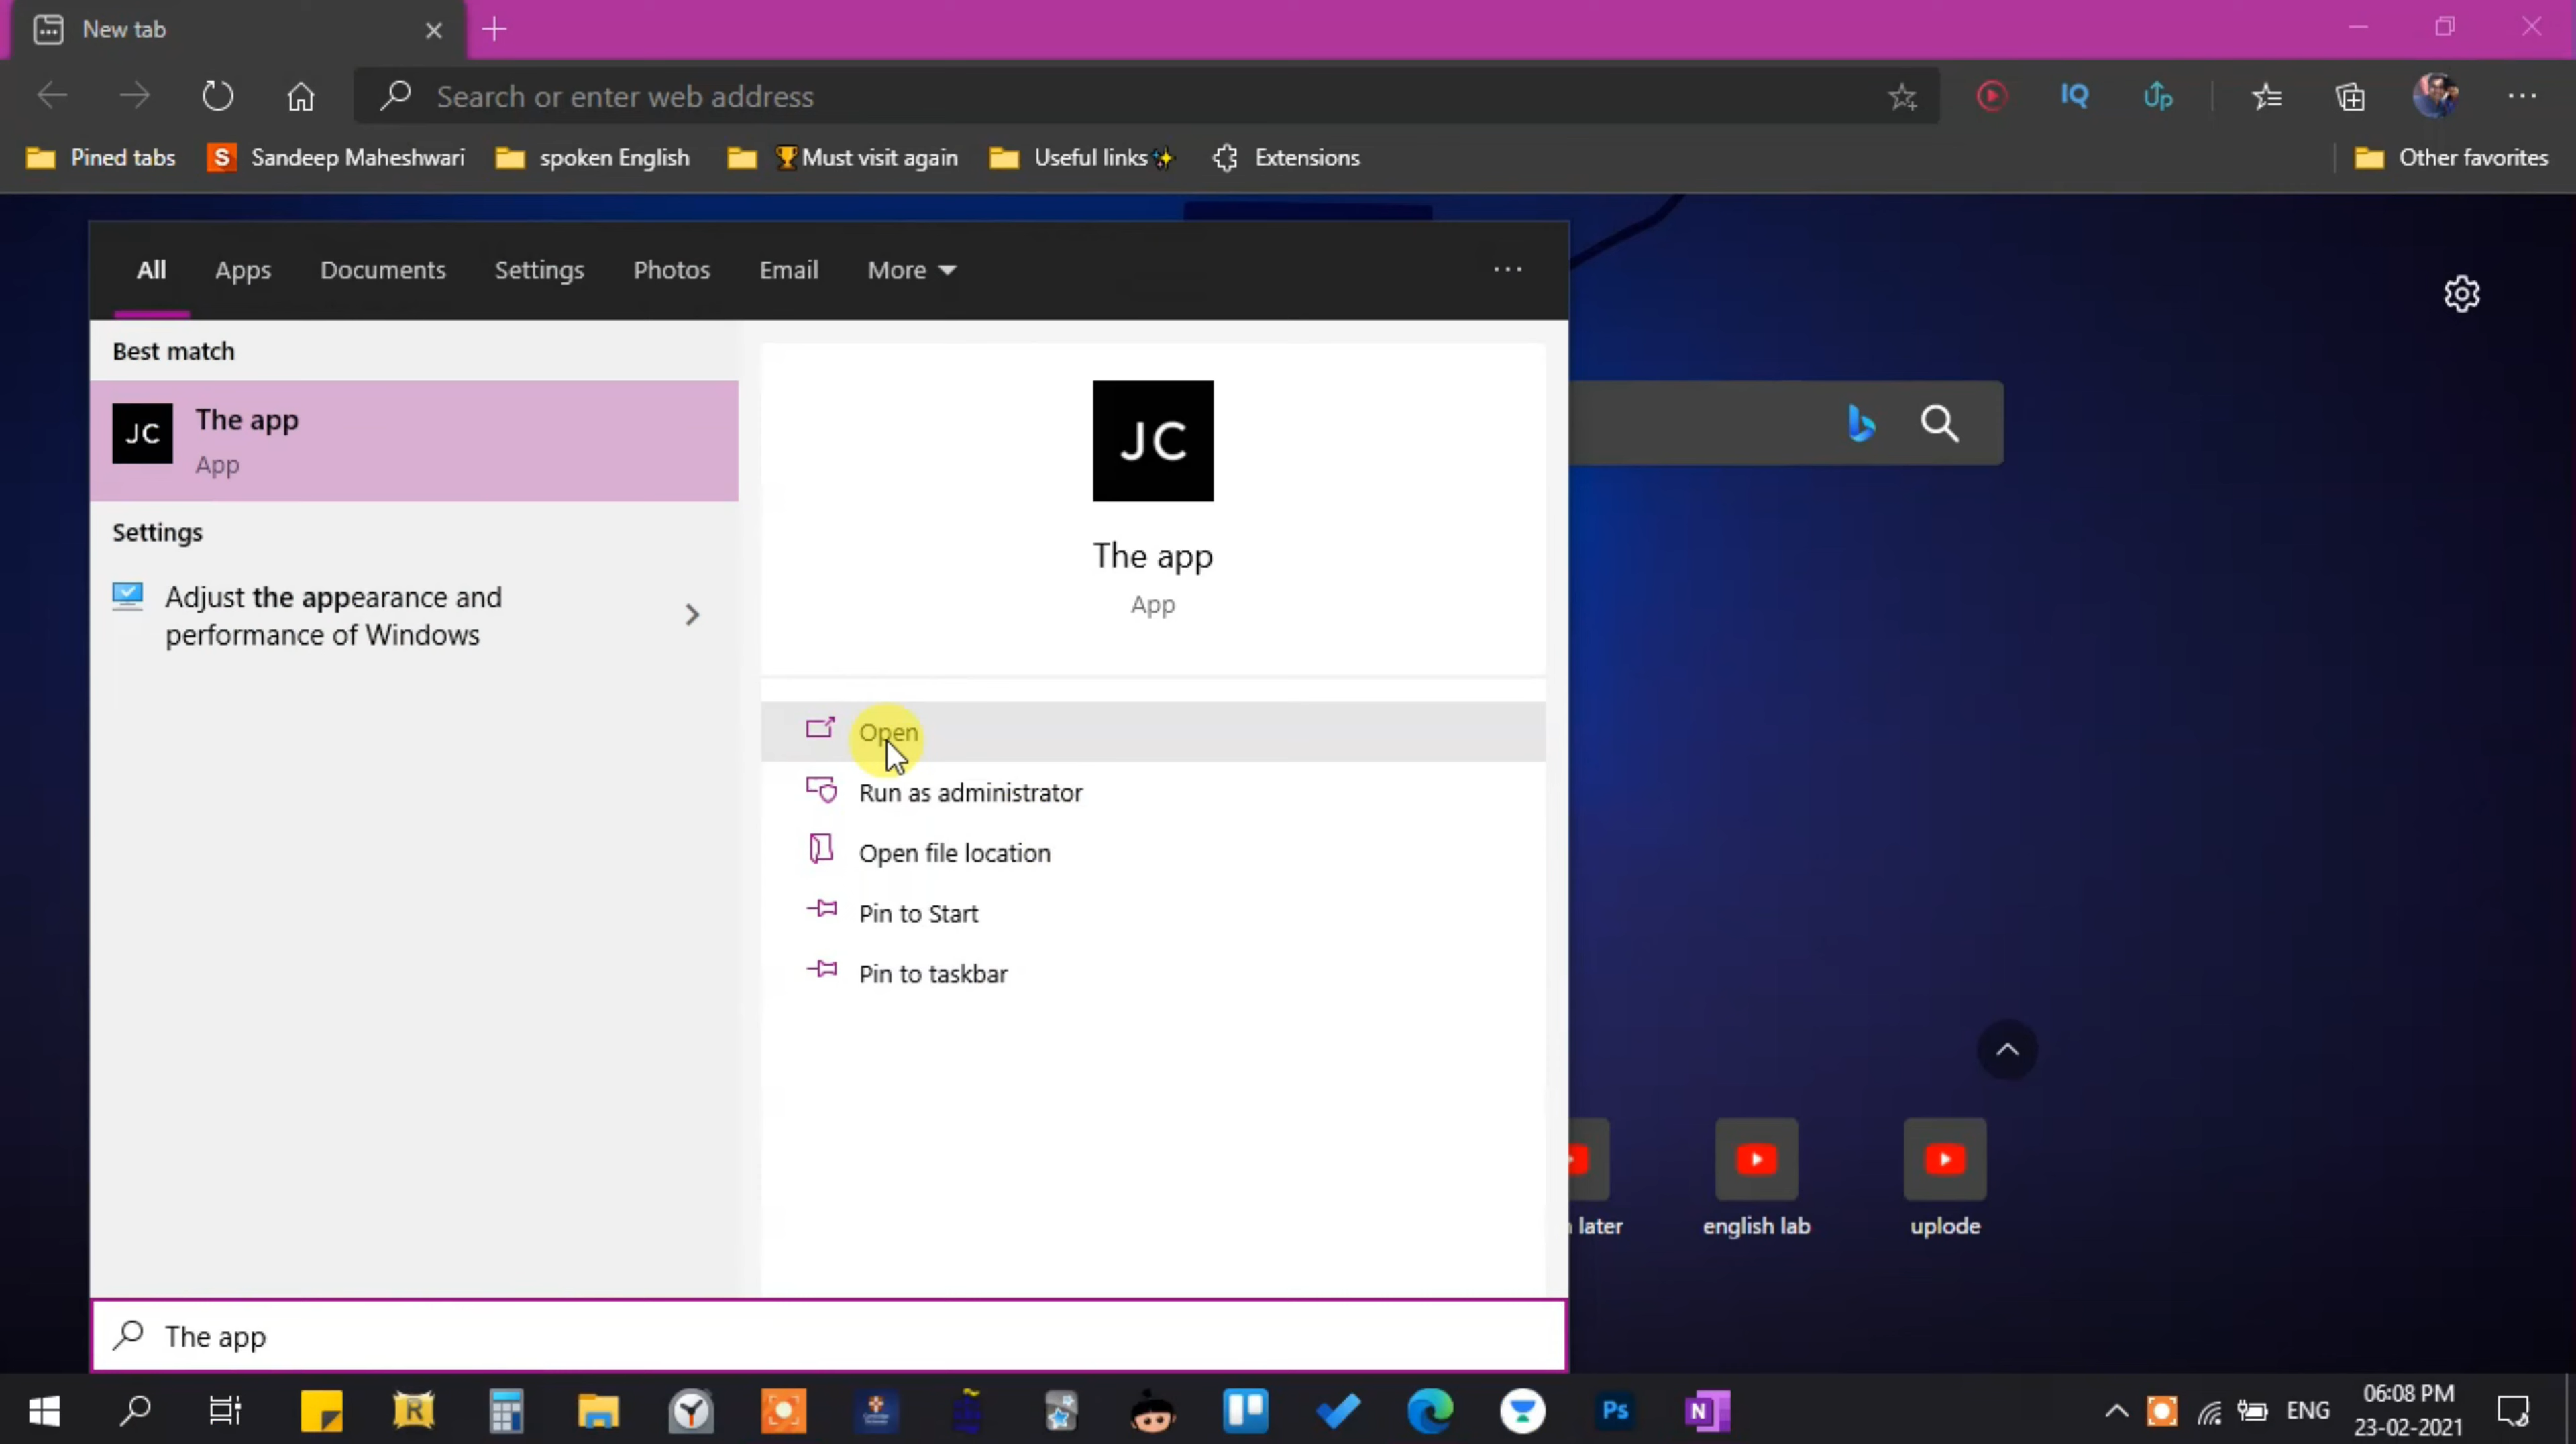 New tab
Search or enter web address
IQ
Up
Pined tabs
S Sandeep Maheshwari
spoken English
🏆Must visit again
Useful links✨
Extensions
Other favorites
All Apps Documents Settings Photos Email More
Best match
JC
The app
App
Settings
Adjust the appearance and
performance of Windows
JC
The app
App
Open
Run as administrator
Open file location
Pin to Start
Pin to taskbar
later
english lab
uplode
The app
R
Ps
N
ENG
06:08 PM
23-02-2021